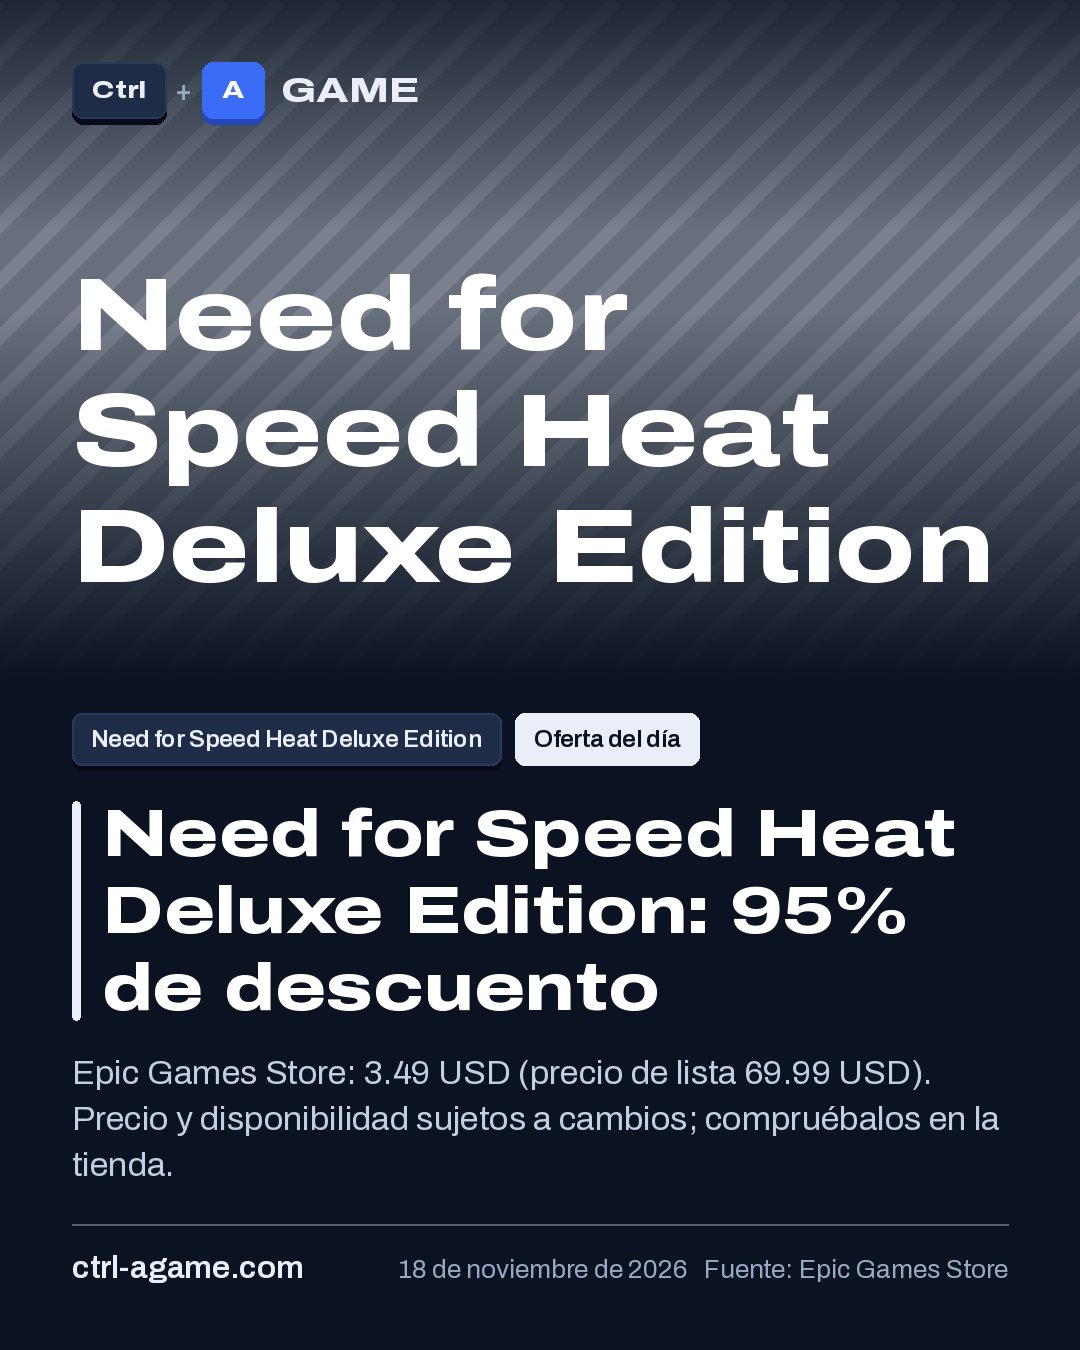 Ctrl + A GAME
Need for
Speed Heat
Deluxe Edition
Need for Speed Heat Deluxe Edition Oferta del día
Need for Speed Heat
Deluxe Edition: 95%
de descuento
Epic Games Store: 3.49 USD (precio de lista 69.99 USD).
Precio y disponibilidad sujetos a cambios; compruébalos en la
tienda.
ctrl-agame.com 18 de noviembre de 2026 Fuente: Epic Games Store